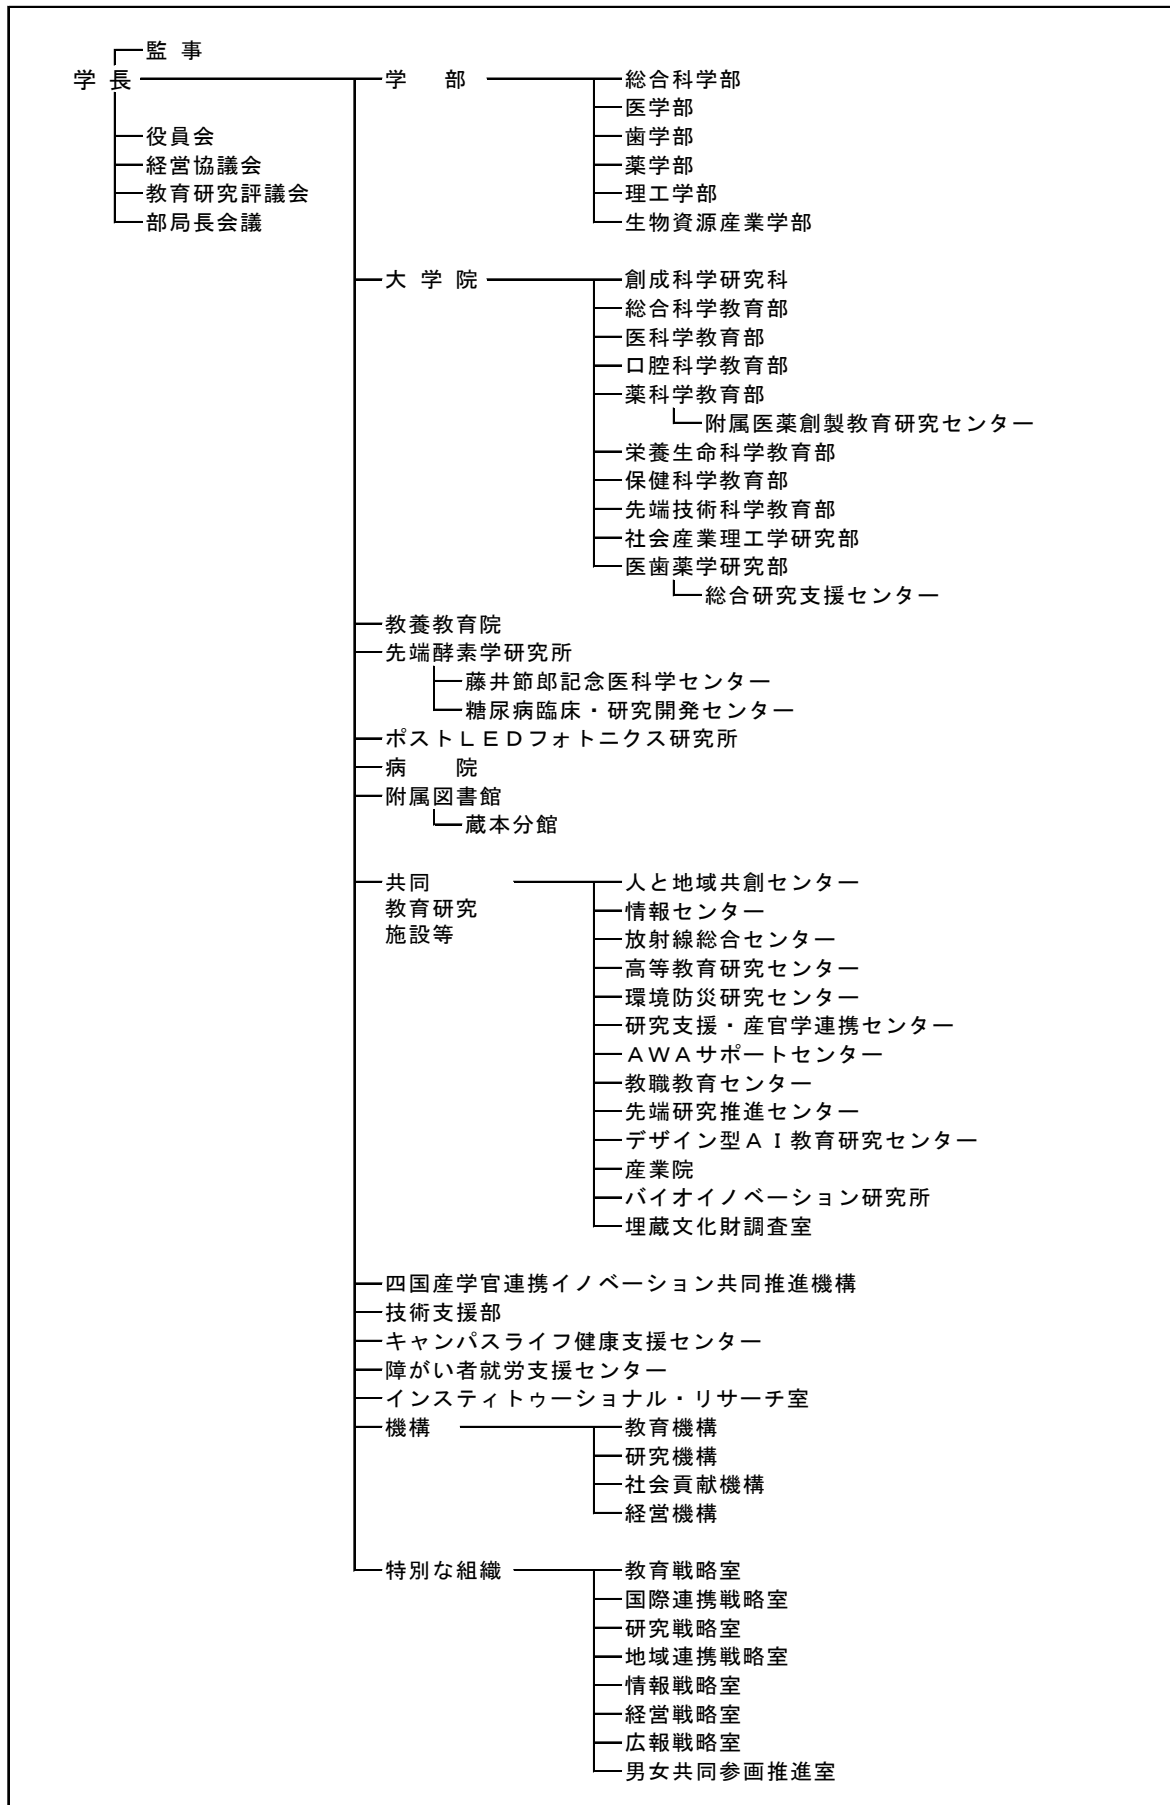 監 事
学 長
役員会
経営協議会
教育研究評議会
部局長会議
学 部
総合科学部
医学部
歯学部
薬学部
理工学部
生物資源産業学部
大 学 院
創成科学研究科
総合科学教育部
医科学教育部
口腔科学教育部
薬科学教育部
附属医薬創製教育研究センター
栄養生命科学教育部
保健科学教育部
先端技術科学教育部
社会産業理工学研究部
医歯薬学研究部
総合研究支援センター
教養教育院
先端酵素学研究所
藤井節郎記念医科学センター
糖尿病臨床・研究開発センター
ポストＬＥＤフォトニクス研究所
病 院
附属図書館
蔵本分館
共同
教育研究
施設等
人と地域共創センター
情報センター
放射線総合センター
高等教育研究センター
環境防災研究センター
研究支援・産官学連携センター
ＡＷＡサポートセンター
教職教育センター
先端研究推進センター
デザイン型ＡＩ教育研究センター
産業院
バイオイノベーション研究所
埋蔵文化財調査室
四国産学官連携イノベーション共同推進機構
技術支援部
キャンパスライフ健康支援センター
障がい者就労支援センター
インスティトゥーショナル・リサーチ室
機構
教育機構
研究機構
社会貢献機構
経営機構
特別な組織
教育戦略室
国際連携戦略室
研究戦略室
地域連携戦略室
情報戦略室
経営戦略室
広報戦略室
男女共同参画推進室